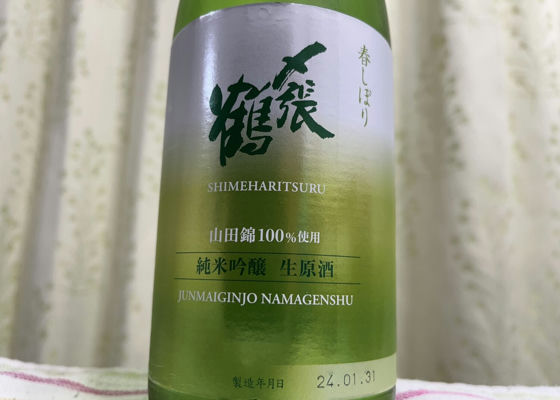 春しぼり
〆張鶴
SHIMEHARITSURU
山田錦100%使用
純米吟醸 生原酒
JUNMAIGINJO NAMAGENSHU
製造年月日 24.01.31